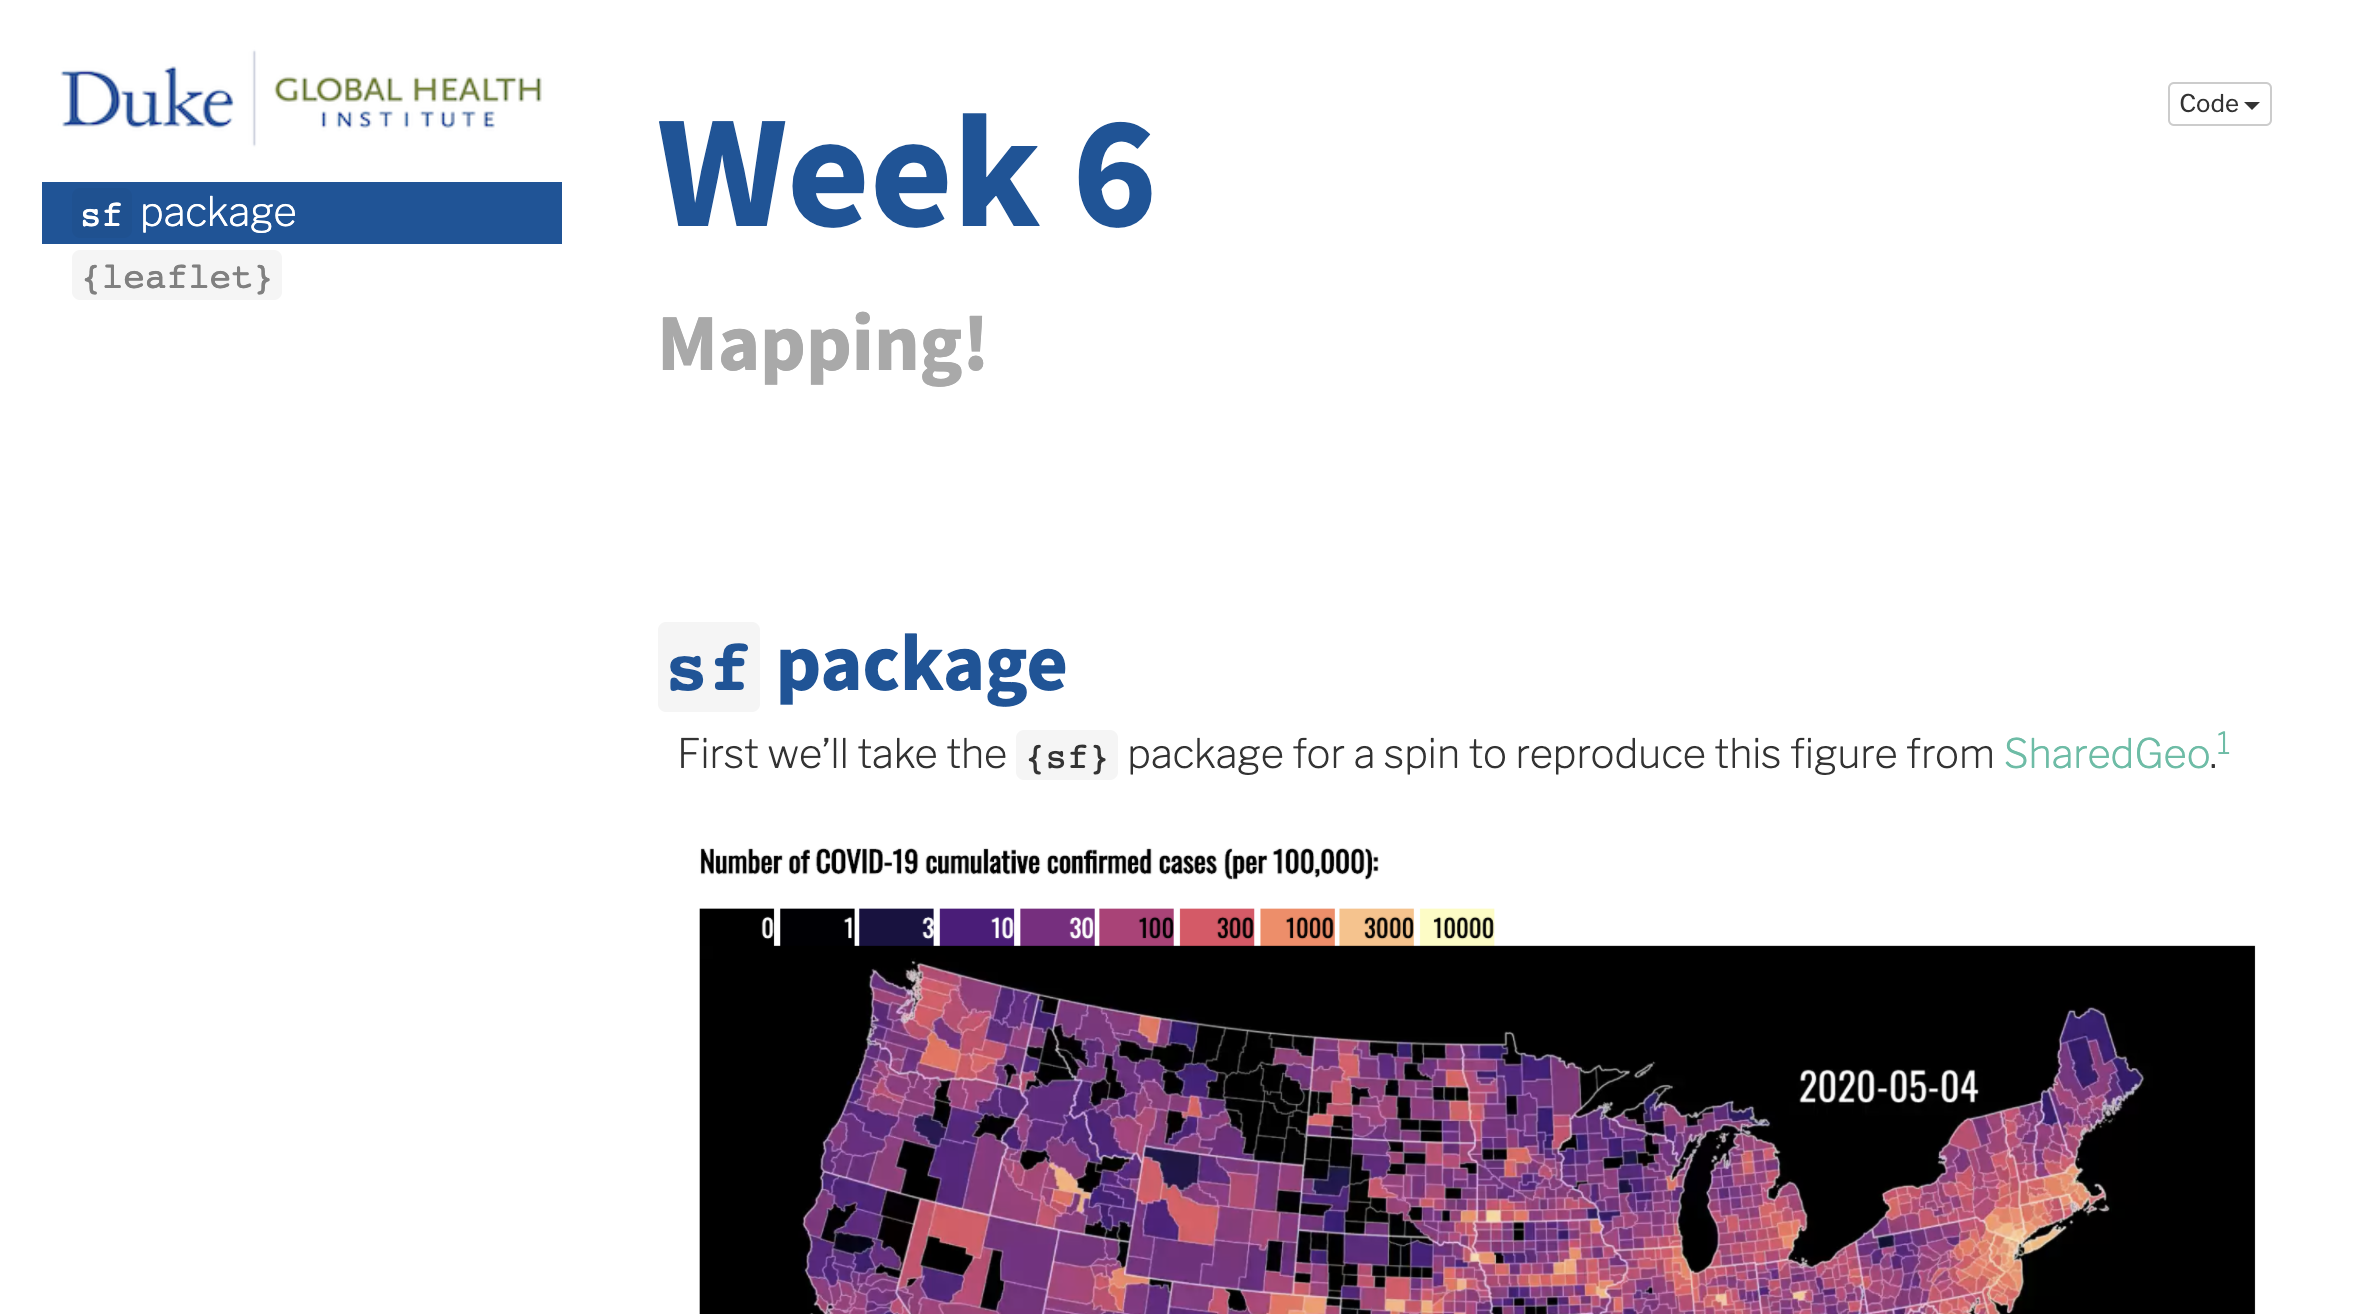 Duke GLOBAL HEALTH
INSTITUTE
sf package
{leaflet}
Code
Week 6
Mapping!
sf package
First we’ll take the {sf} package for a spin to reproduce this figure from SharedGeo.1
Number of COVID-19 cumulative confirmed cases (per 100,000):
0 1 3 10 30 100 300 1000 3000 10000
2020-05-04